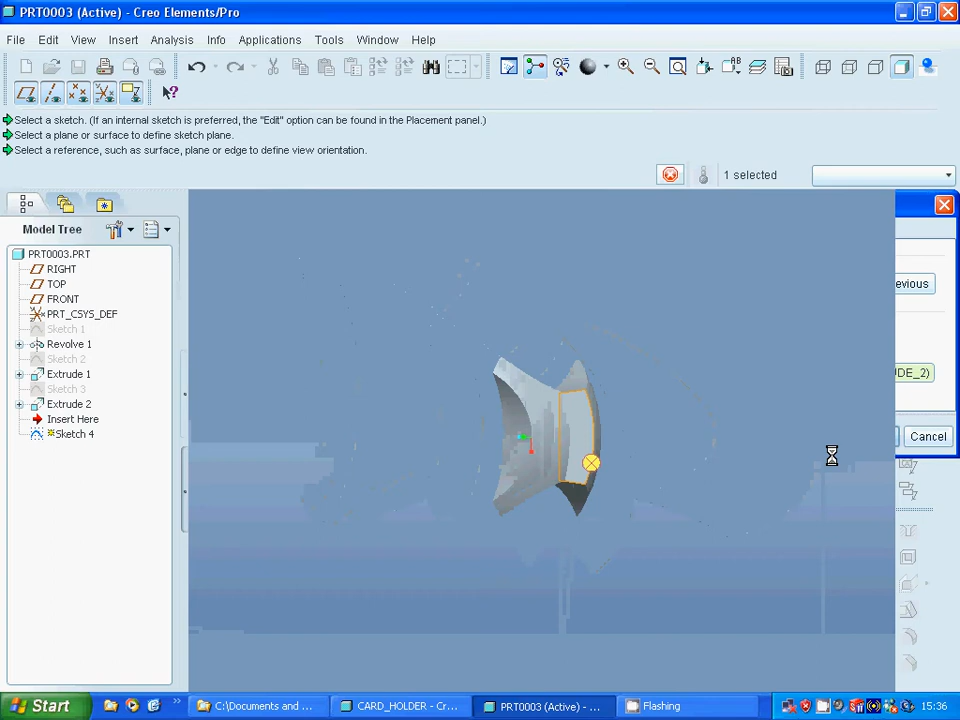 PRT0003 (Active) - Creo Elements/Pro
File Edit View Insert Analysis Info Applications Tools Window Help
Select a sketch. (If an internal sketch is preferred, the "Edit" option can be found in the Placement panel.)
Select a plane or surface to define sketch plane.
Select a reference, such as surface, plane or edge to define view orientation.
1 selected
Model Tree
PRT0003.PRT
RIGHT
TOP
FRONT
PRT_CSYS_DEF
Sketch 1
Revolve 1
Sketch 2
Extrude 1
Sketch 3
Extrude 2
Insert Here
Sketch 4
evious
UDE_2)
Cancel
Start
C:\Documents and ...
CARD_HOLDER - Cr...
PRT0003 (Active) - ...
Flashing
15:36